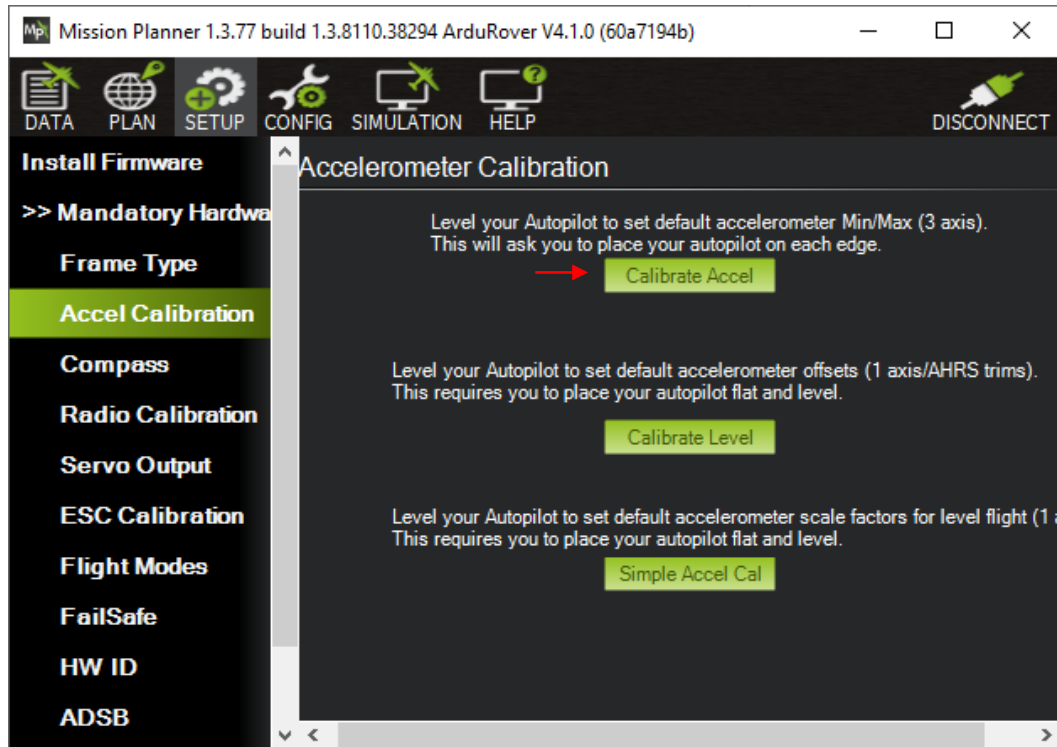 Mp Mission Planner 1.3.77 build 1.3.8110.38294 ArduRover V4.1.0 (60a7194b)
DATA PLAN SETUP CONFIG SIMULATION HELP DISCONNECT
Install Firmware
>> Mandatory Hardwa
Frame Type
Accel Calibration
Compass
Radio Calibration
Servo Output
ESC Calibration
Flight Modes
FailSafe
HW ID
ADSB
Accelerometer Calibration
Level your Autopilot to set default accelerometer Min/Max (3 axis).
This will ask you to place your autopilot on each edge.
Calibrate Accel
Level your Autopilot to set default accelerometer offsets (1 axis/AHRS trims).
This requires you to place your autopilot flat and level.
Calibrate Level
Level your Autopilot to set default accelerometer scale factors for level flight (1 a
This requires you to place your autopilot flat and level.
Simple Accel Cal